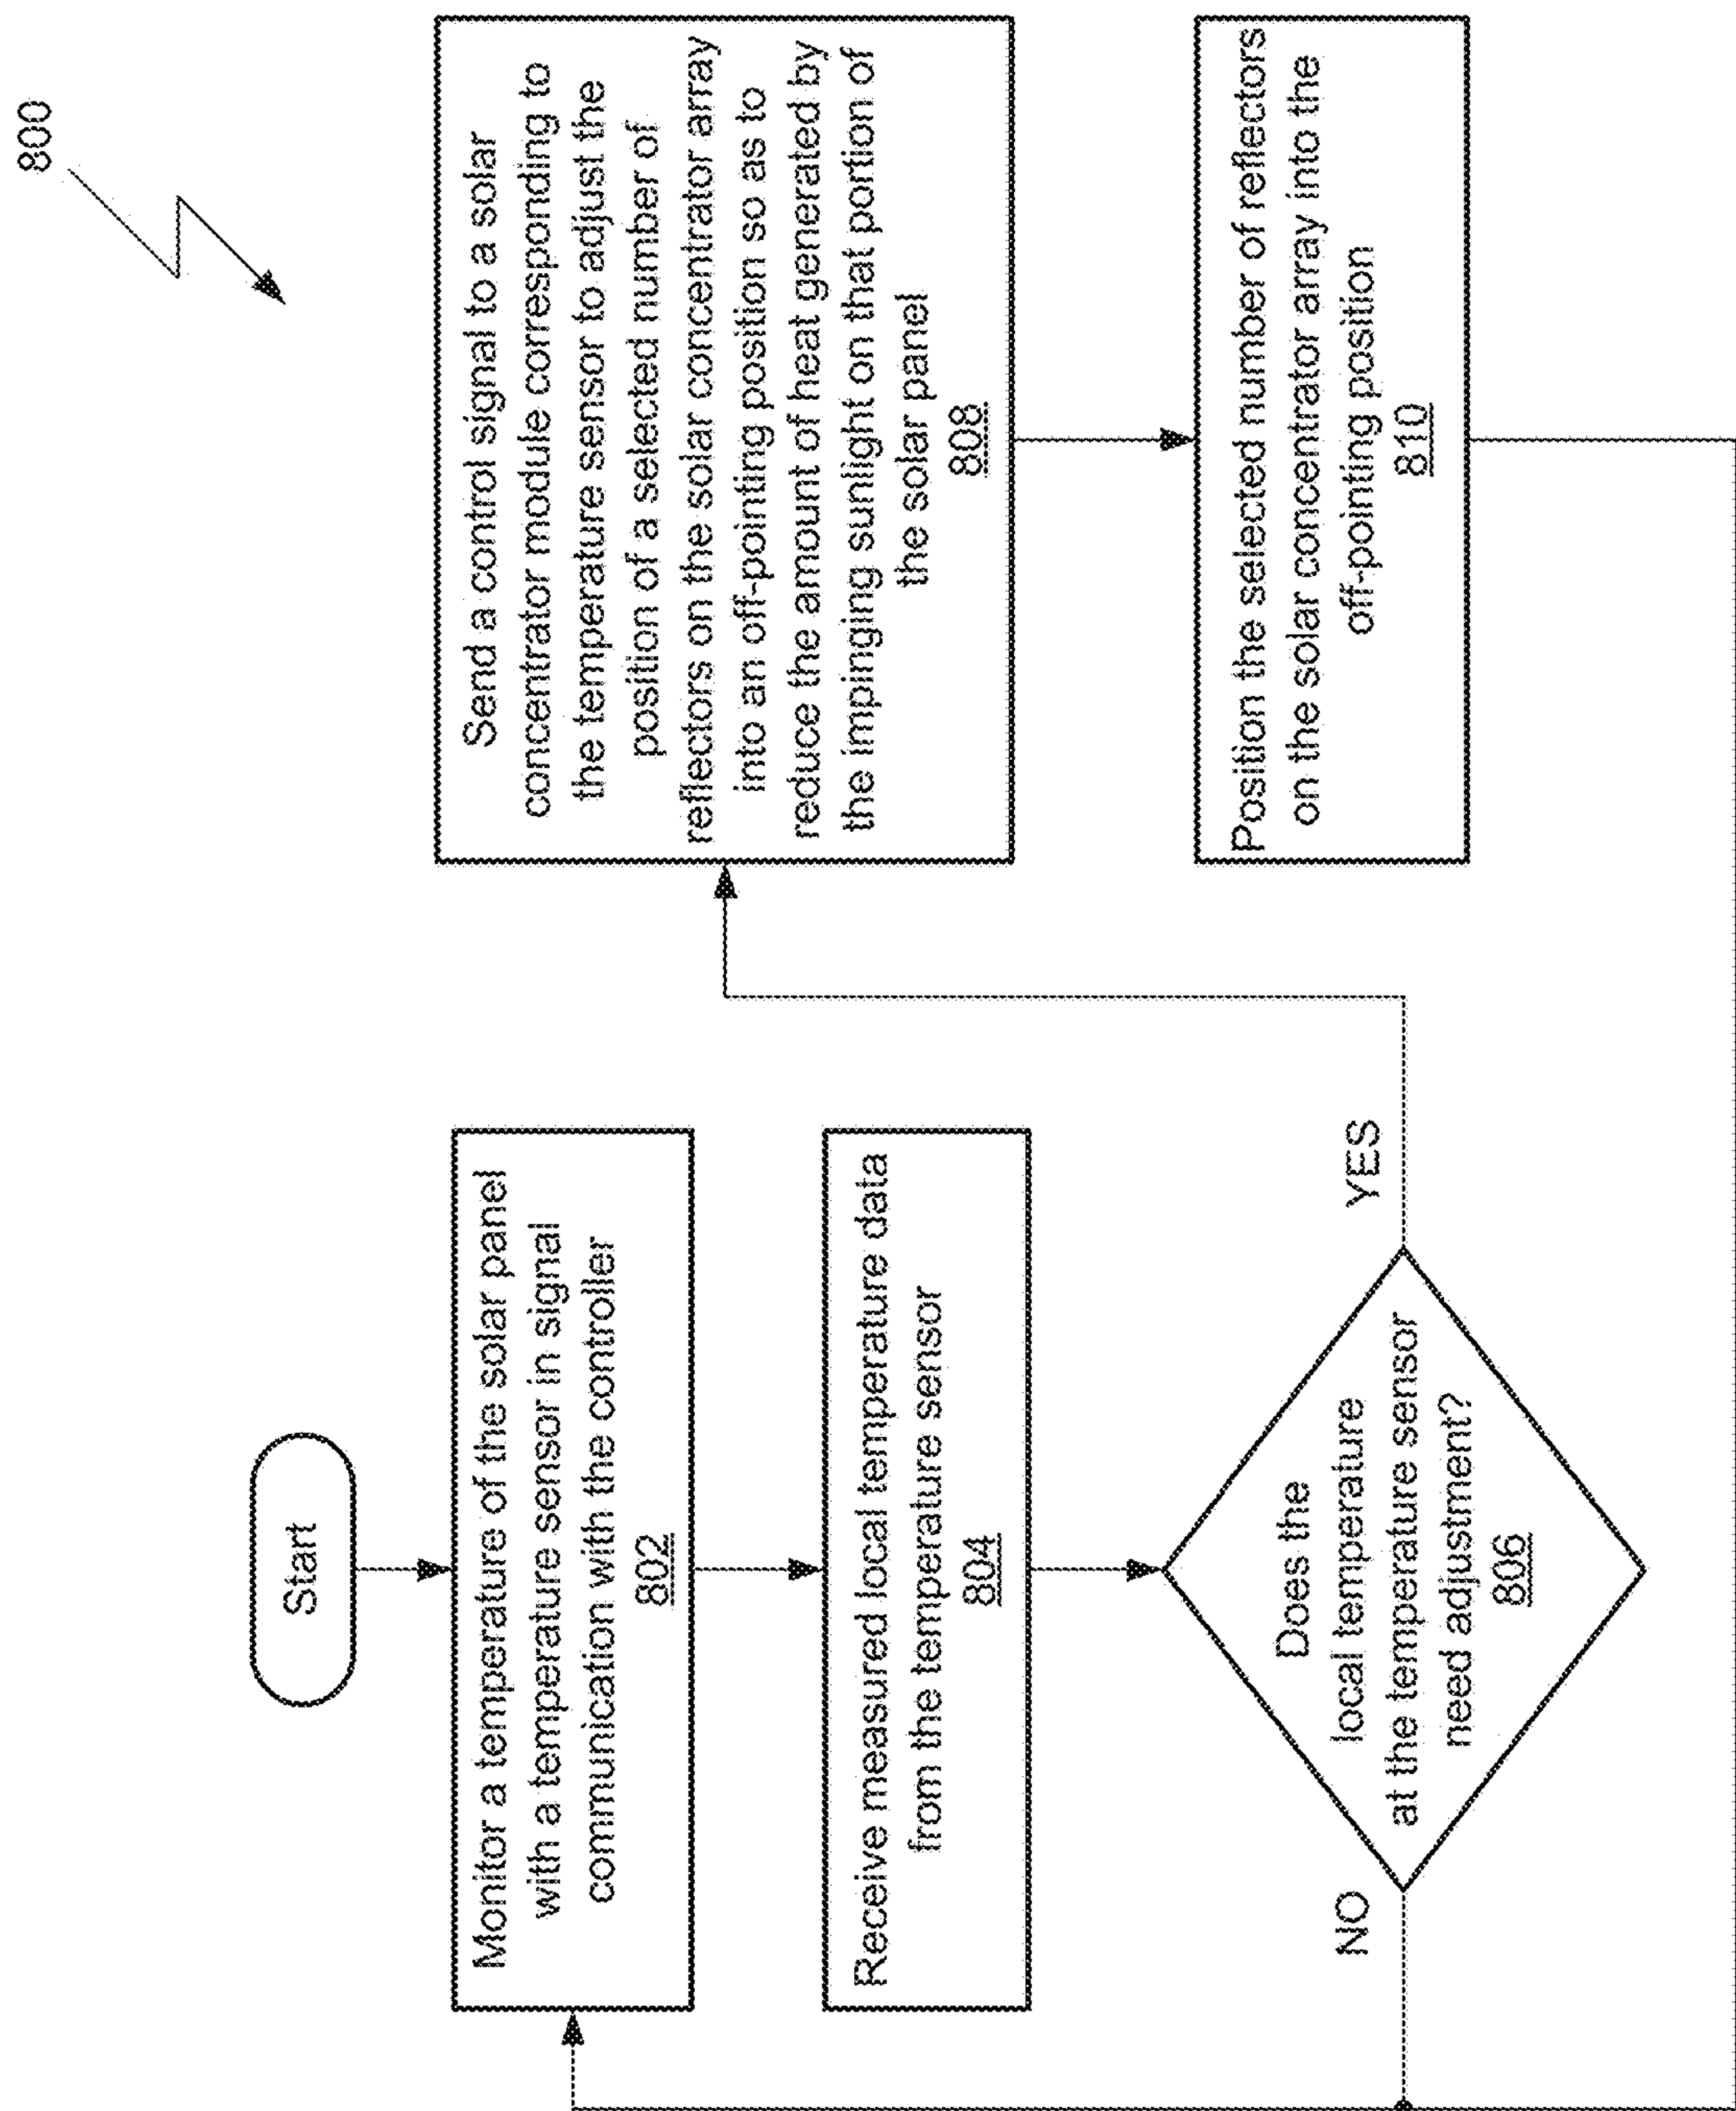 800
Start
Monitor a temperature of the solar panel
with a temperature sensor in signal
communication with the controller
802
Receive measured local temperature data
from the temperature sensor
804
Does the
local temperature
at the temperature sensor
need adjustment?
806
NO
YES
Send a control signal to a solar
concentrator module corresponding to
the temperature sensor to adjust the
position of a selected number of
reflectors on the solar concentrator array
into an off-pointing position so as to
reduce the amount of heat generated by
the impinging sunlight on that portion of
the solar panel
808
Position the selected number of reflectors
on the solar concentrator array into the
off-pointing position
810